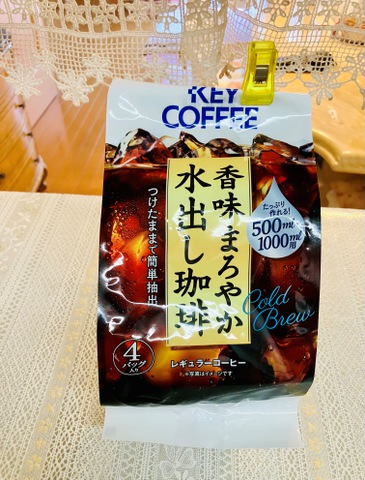 KEY
COFFEE
香味まろやか
水出し珈琲
つけたままで簡単抽出
たっぷり
作れる!
500ml
1000ml用
Cold
Brew
4
バッグ
入り
レギュラーコーヒー
※写真はイメージです